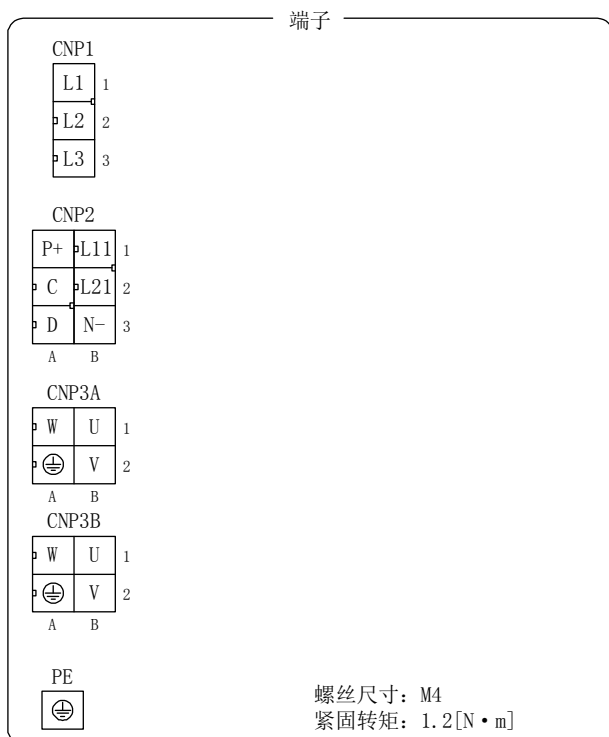 端子
CNP1
L1 1
L2 2
L3 3
CNP2
P+ L11 1
C L21 2
D N- 3
A B
CNP3A
W U 1
V 2
A B
CNP3B
W U 1
V 2
A B
PE
螺丝尺寸：M4
紧固转矩：1.2[N·m]